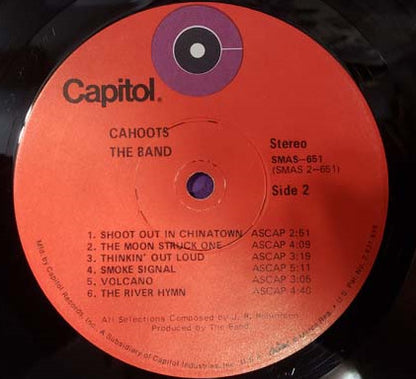 Capitol®
CAHOOTS
THE BAND
Stereo
SMAS-651
(SMAS 2-651)
Side 2
1. SHOOT OUT IN CHINATOWN ASCAP 2:51
2. THE MOON STRUCK ONE ASCAP 4:09
3. THINKIN' OUT LOUD ASCAP 3:19
4. SMOKE SIGNAL ASCAP 5:11
5. VOLCANO ASCAP 3:05
6. THE RIVER HYMN ASCAP 4:40
All Selections Composed by J. R. Robertson
Produced by The Band
Mfd. by Capitol Records, Inc., A Subsidiary of Capitol Industries, Inc., U.S.A.